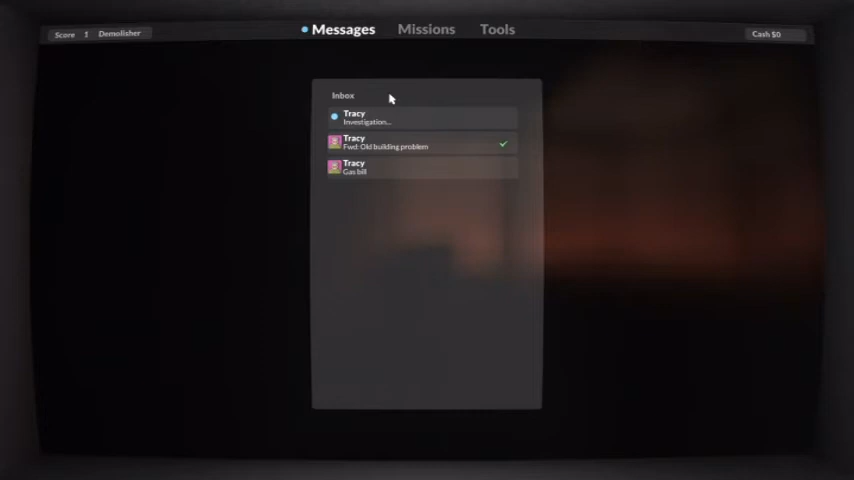 Score 1 Demolisher
Messages Missions Tools
Cash $0
Inbox
Tracy
Investigation...
Tracy
Fwd: Old building problem
Tracy
Gas bill